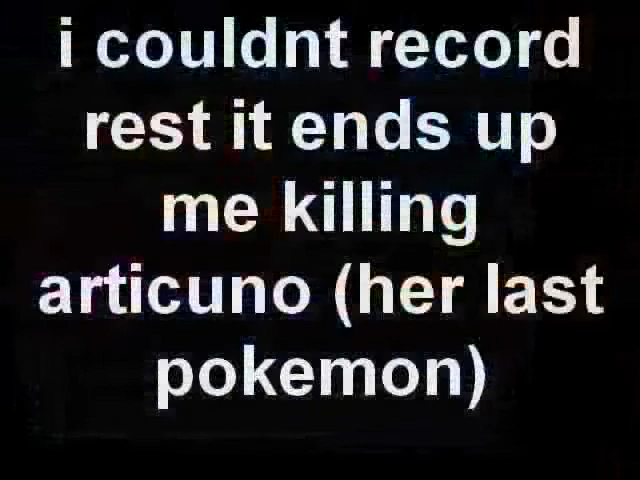 i couldnt record
rest it ends up
me killing
articuno (her last
pokemon)